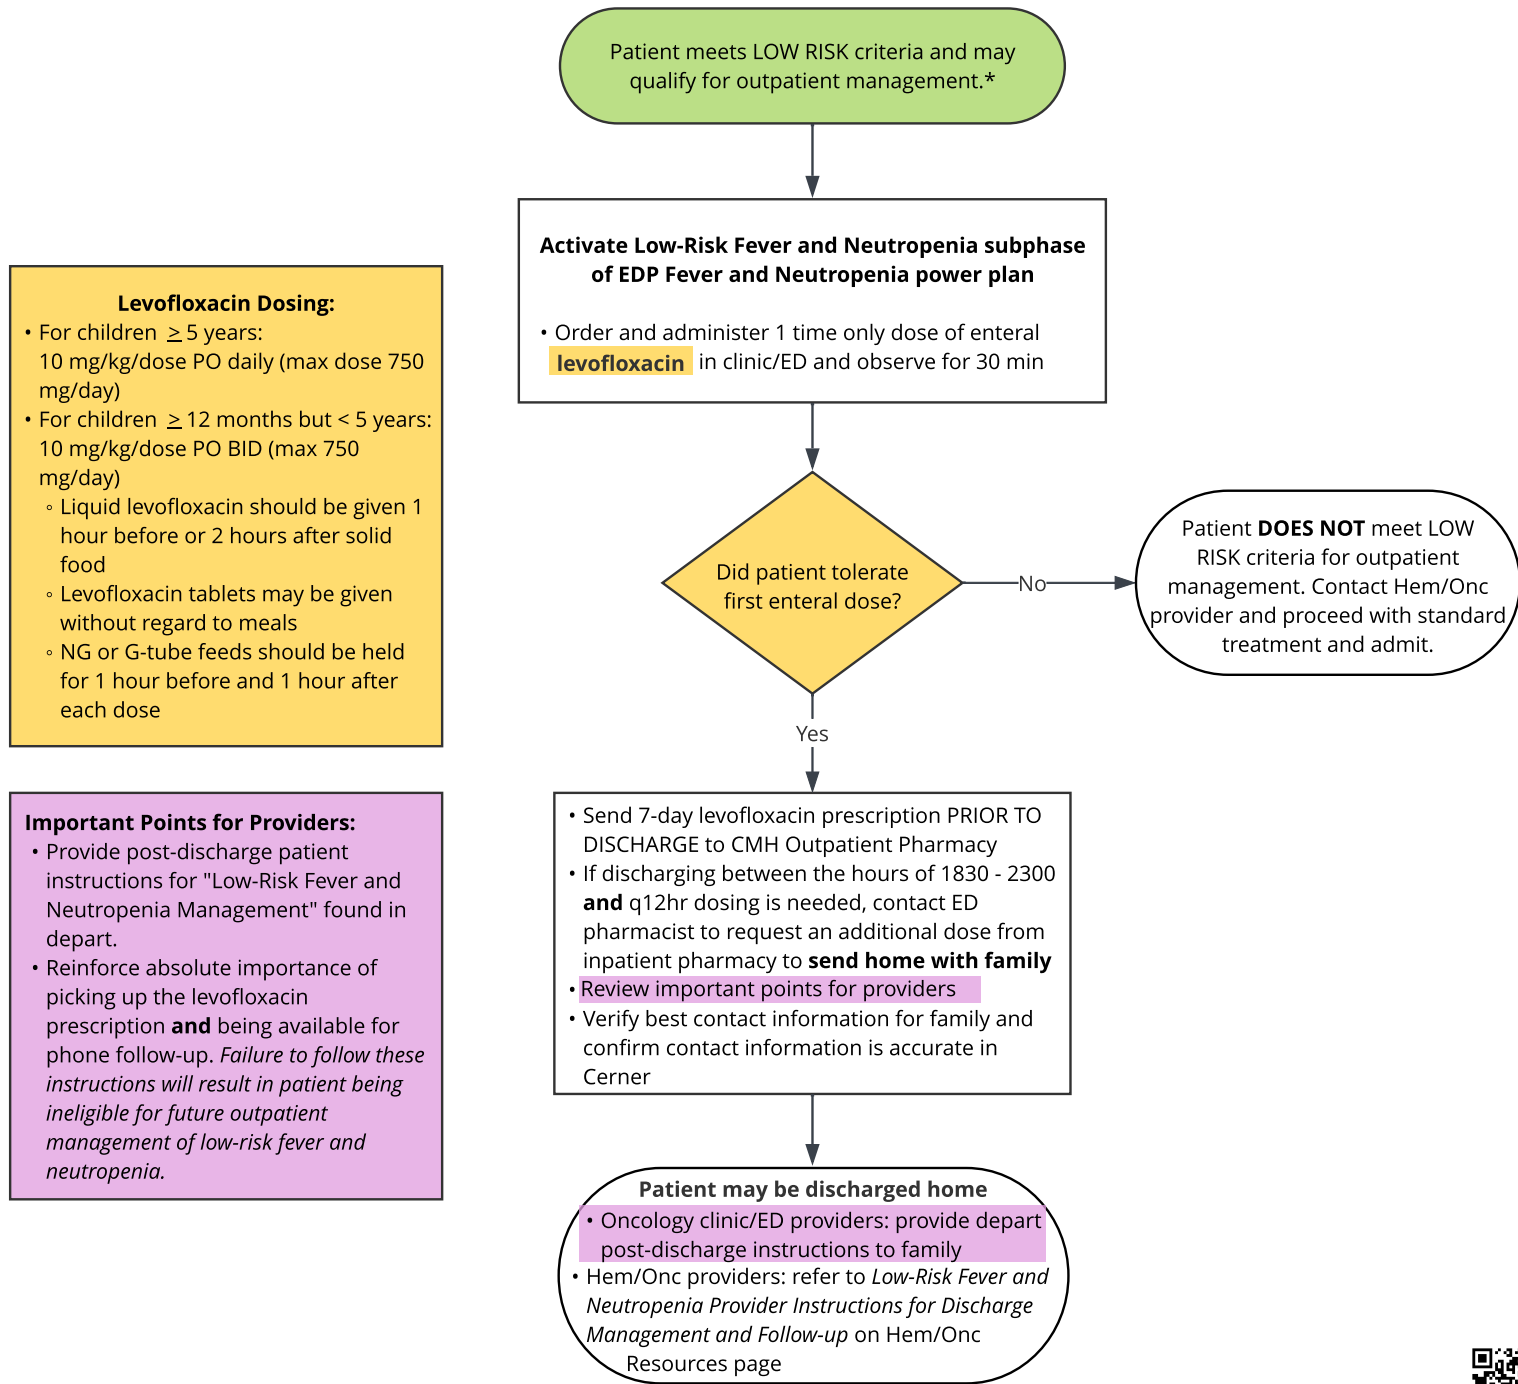 Patient meets LOW RISK criteria and may
qualify for outpatient management.*
Activate Low-Risk Fever and Neutropenia subphase
of EDP Fever and Neutropenia power plan
• Order and administer 1 time only dose of enteral
levofloxacin in clinic/ED and observe for 30 min
Levofloxacin Dosing:
• For children ≥ 5 years:
10 mg/kg/dose PO daily (max dose 750
mg/day)
• For children ≥ 12 months but < 5 years:
10 mg/kg/dose PO BID (max 750
mg/day)
◦ Liquid levofloxacin should be given 1
hour before or 2 hours after solid
food
◦ Levofloxacin tablets may be given
without regard to meals
◦ NG or G-tube feeds should be held
for 1 hour before and 1 hour after
each dose
Did patient tolerate
first enteral dose?
No
Patient DOES NOT meet LOW
RISK criteria for outpatient
management. Contact Hem/Onc
provider and proceed with standard
treatment and admit.
Yes
• Send 7-day levofloxacin prescription PRIOR TO
DISCHARGE to CMH Outpatient Pharmacy
• If discharging between the hours of 1830 - 2300
and q12hr dosing is needed, contact ED
pharmacist to request an additional dose from
inpatient pharmacy to send home with family
• Review important points for providers
• Verify best contact information for family and
confirm contact information is accurate in
Cerner
Important Points for Providers:
• Provide post-discharge patient
instructions for "Low-Risk Fever and
Neutropenia Management" found in
depart.
• Reinforce absolute importance of
picking up the levofloxacin
prescription and being available for
phone follow-up. Failure to follow these
instructions will result in patient being
ineligible for future outpatient
management of low-risk fever and
neutropenia.
Patient may be discharged home
• Oncology clinic/ED providers: provide depart
post-discharge instructions to family
• Hem/Onc providers: refer to Low-Risk Fever and
Neutropenia Provider Instructions for Discharge
Management and Follow-up on Hem/Onc
Resources page